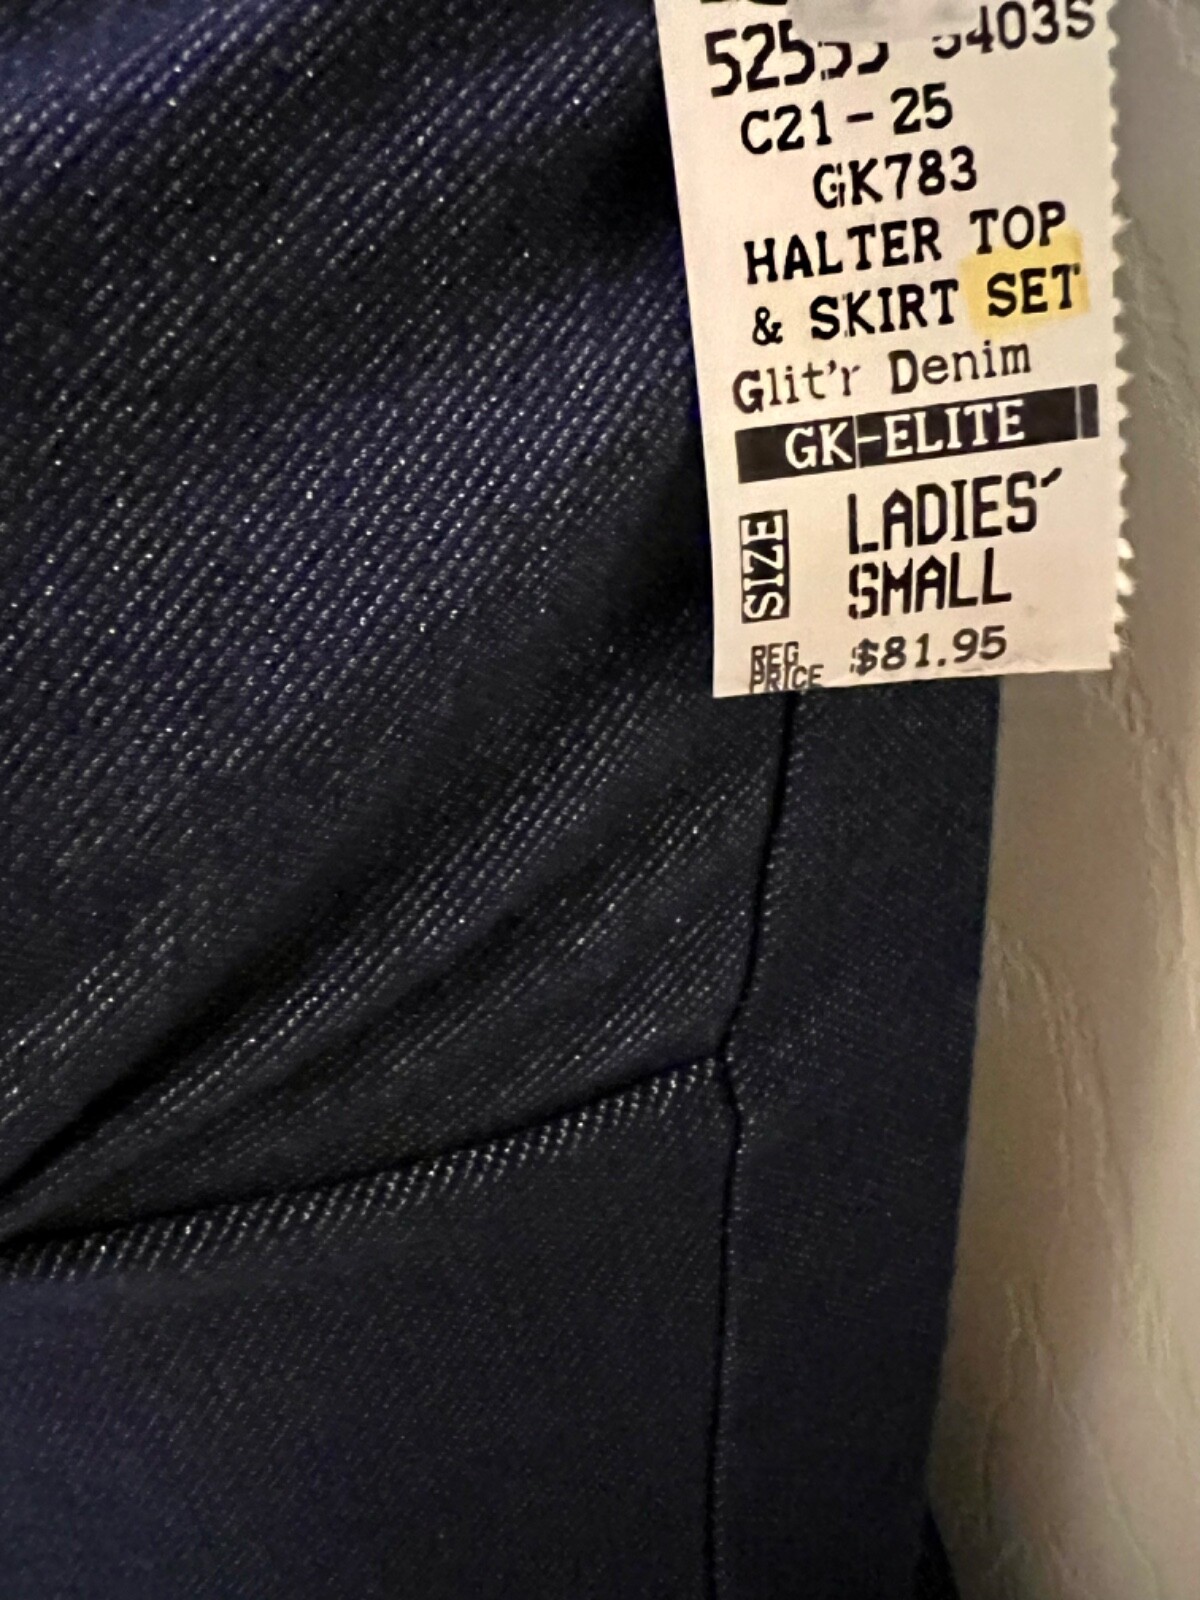 C21-25
GK783
HALTER TOP
& SKIRT SET
Glit'r Denim
GK-ELITE
SIZE
LADIES'
SMALL
REG
PRICE $81.95